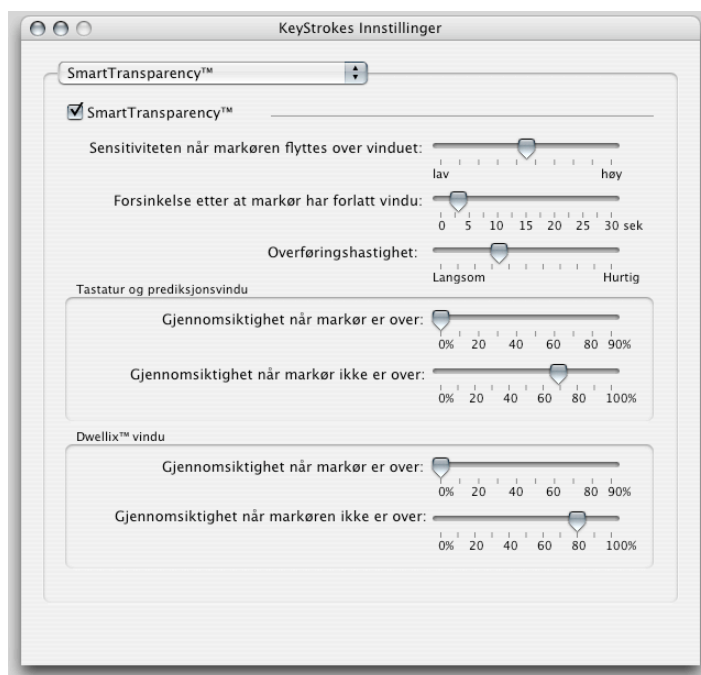 KeyStrokes Innstillinger
SmartTransparency™
SmartTransparency™
Sensitiviteten når markøren flyttes over vinduet:
lav høy
Forsinkelse etter at markør har forlatt vindu:
0 5 10 15 20 25 30 sek
Overføringshastighet:
Langsom Hurtig
Tastatur og prediksjonsvindu
Gjennomsiktighet når markør er over:
0% 20 40 60 80 90%
Gjennomsiktighet når markør ikke er over:
0% 20 40 60 80 100%
Dwellix™ vindu
Gjennomsiktighet når markør er over:
0% 20 40 60 80 90%
Gjennomsiktighet når markøren ikke er over:
0% 20 40 60 80 100%